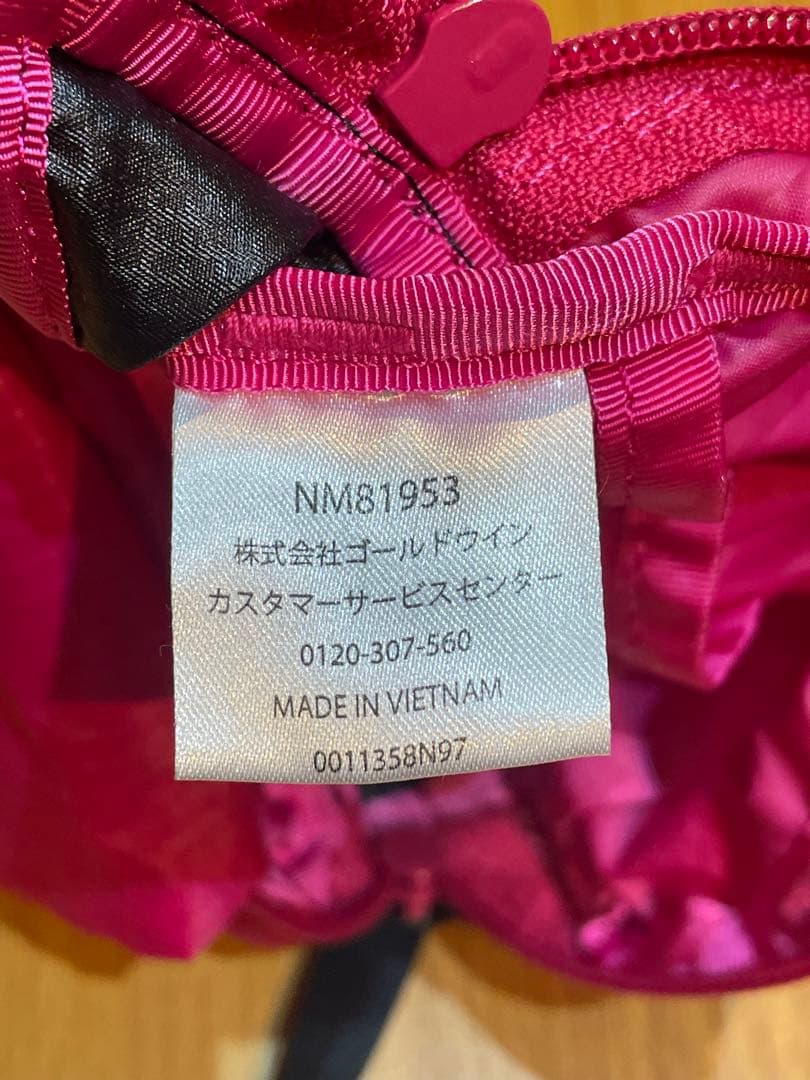 NM81953
株式会社ゴールドウイン
カスタマーサービスセンター
0120-307-560
MADE IN VIETNAM
0011358N97